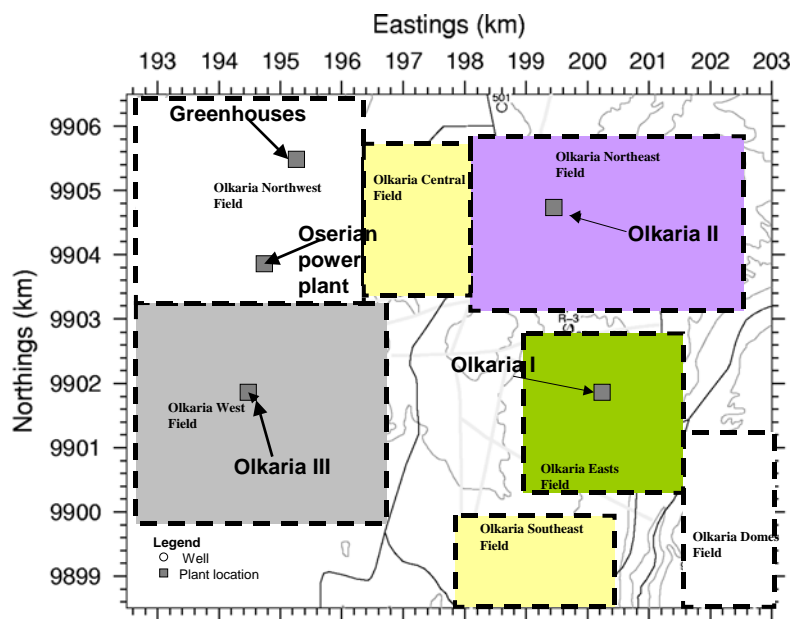 Eastings (km)
193 194 195 196 197 198 199 200 201 202 203
Northings (km)
9906
9905
9904
9903
9902
9901
9900
9899
Greenhouses
Olkaria Northwest
Field
Oserian
power
plant
Olkaria Central
Field
501
Olkaria Northeast
Field
Olkaria II
R-3
Olkaria I
Olkaria West
Field
Olkaria III
Olkaria Easts
Field
Olkaria Southeast
Field
Olkaria Domes
Field
Legend
Well
Plant location